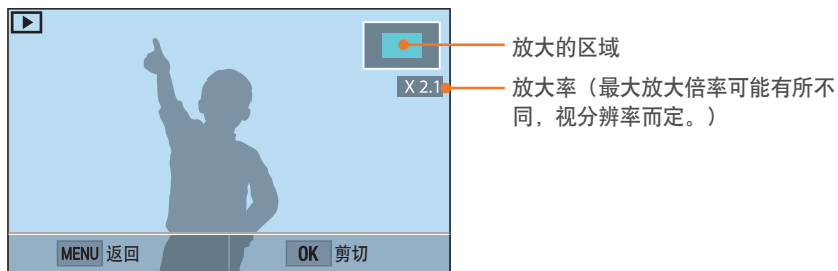 放大的区域
X 2.1
放大率（最大放大倍率可能有所不
同，视分辨率而定。）
MENU 返回
OK 剪切